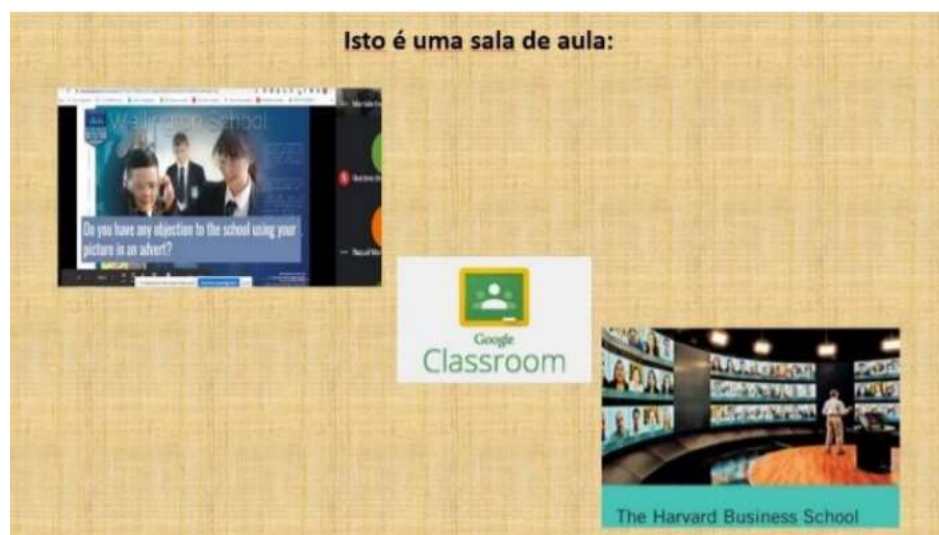 Isto é uma sala de aula:
Wellington School
Do you have any objection to the school using your
picture in an advert?
Google
Classroom
The Harvard Business School